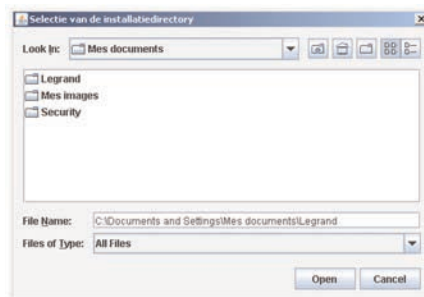 Selectie van de installatiedirectory
Look In: Mes documents
Legrand
Mes images
Security
File Name: C:\Documents and Settings\Mes documents\Legrand
Files of Type: All Files
Open Cancel